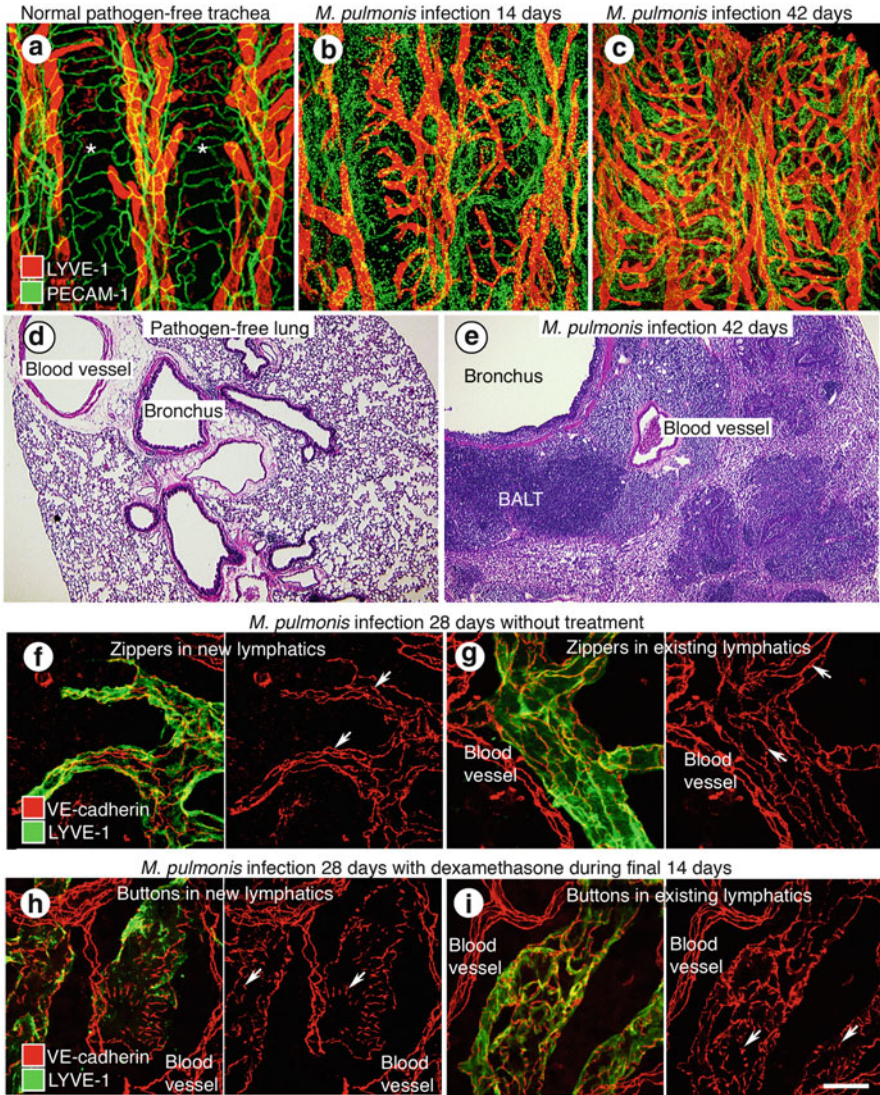 Normal pathogen-free trachea
M. pulmonis infection 14 days
M. pulmonis infection 42 days
a
b
c
*
*
LYVE-1
PECAM-1
d
Pathogen-free lung
Blood vessel
Bronchus
e
M. pulmonis infection 42 days
Bronchus
Blood vessel
BALT
M. pulmonis infection 28 days without treatment
f
Zippers in new lymphatics
VE-cadherin
LYVE-1
g
Zippers in existing lymphatics
Blood
vessel
Blood
vessel
M. pulmonis infection 28 days with dexamethasone during final 14 days
h
Buttons in new lymphatics
VE-cadherin
LYVE-1
Blood
vessel
i
Buttons in existing lymphatics
Blood
vessel
Blood
vessel